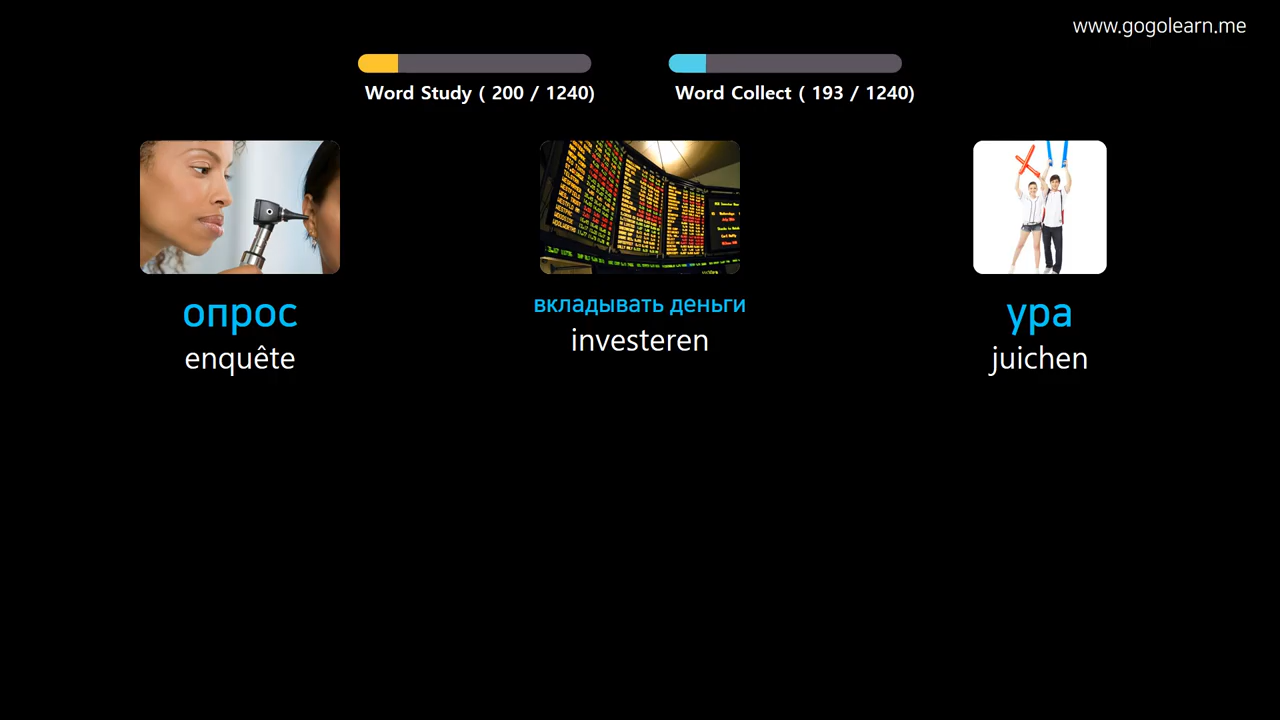 www.gogolearn.me
Word Study ( 200 / 1240)
Word Collect ( 193 / 1240)
опрос
enquête
вкладывать деньги
investeren
ура
juichen